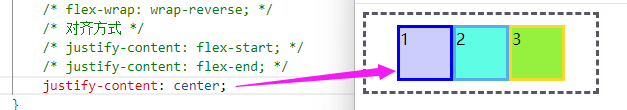 /* flex-wrap: wrap-reverse; */
/* 对齐方式 */
/* justify-content: flex-start; */
/* justify-content: flex-end; */
justify-content: center;
}
1 2 3